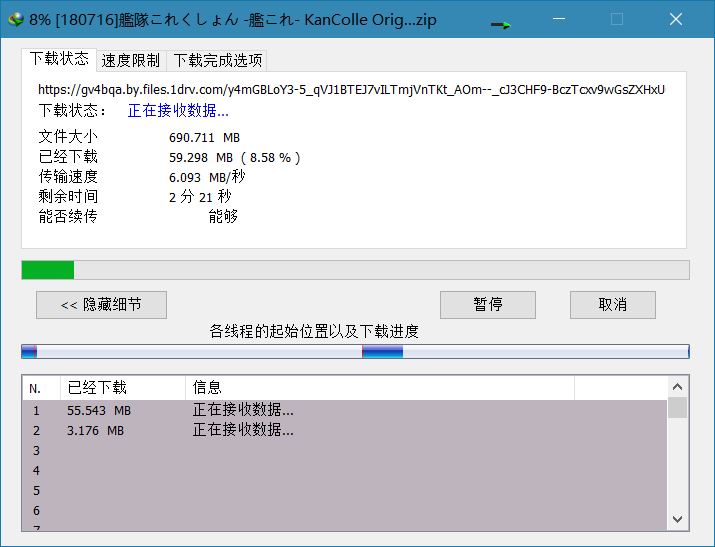 8% [180716]艦隊これくしょん -艦これ- KanColle Orig...zip
下载状态 速度限制 下载完成选项
https://gv4bqa.by.files.1drv.com/y4mGBLoY3-5_qVJ1BTEJ7vILTmjVnTKt_AOm--_cJ3CHF9-BczTcxv9wGsZXHxU
下载状态： 正在接收数据...
文件大小 690.711 MB
已经下载 59.298 MB ( 8.58 % )
传输速度 6.093 MB/秒
剩余时间 2 分 21 秒
能否续传 能够
<< 隐藏细节 暂停 取消
各线程的起始位置以及下载进度
N. 已经下载 信息
1 55.543 MB 正在接收数据...
2 3.176 MB 正在接收数据...
3
4
5
6
7